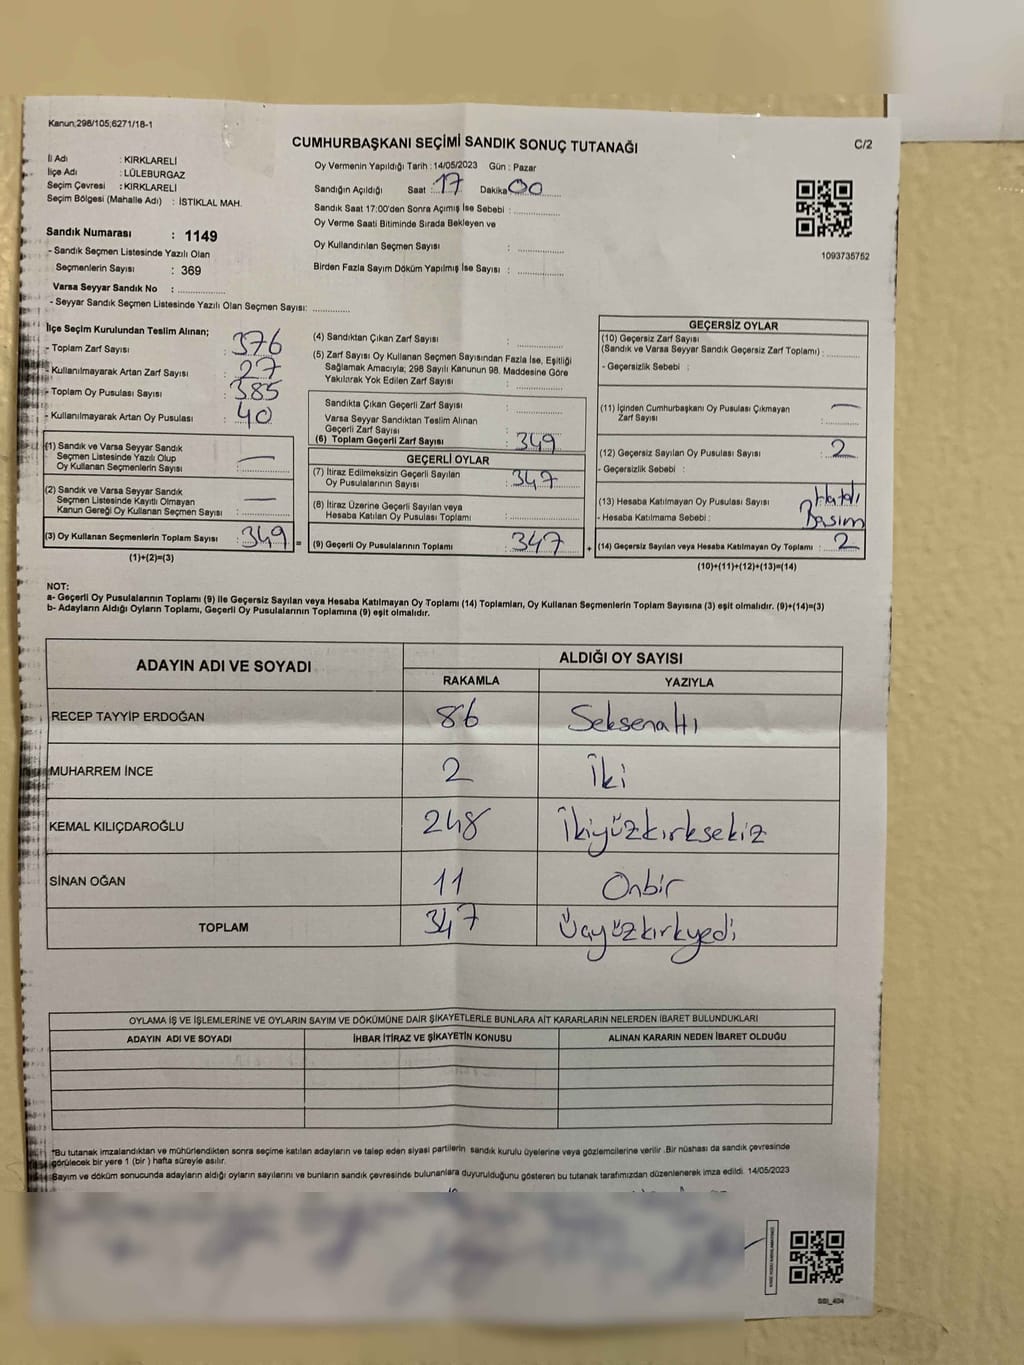 Kanun;298/105,6271/18-1
CUMHURBAŞKANI SEÇİMİ SANDIK SONUÇ TUTANAĞI
C/2
İl Adı : KIRKLARELİ
İlçe Adı : LÜLEBURGAZ
Seçim Çevresi : KIRKLARELİ
Seçim Bölgesi (Mahalle Adı) : İSTİKLAL MAH.
Oy Vermenin Yapıldığı Tarih : 14/05/2023 Gün : Pazar
Sandığın Açıldığı Saat : 17 Dakika 00
Sandık Saat 17:00'den Sonra Açımış İse Sebebi :
Oy Verme Saati Bitiminde Sırada Bekleyen ve
Oy Kullandırılan Seçmen Sayısı :
Birden Fazla Sayım Döküm Yapılmış İse Sayısı :
1093735752
Sandık Numarası : 1149
- Sandık Seçmen Listesinde Yazılı Olan
Seçmenlerin Sayısı : 369
Varsa Seyyar Sandık No :
- Seyyar Sandık Seçmen Listesinde Yazılı Olan Seçmen Sayısı:
İlçe Seçim Kurulundan Teslim Alınan;
- Toplam Zarf Sayısı : 376
- Kullanılmayarak Artan Zarf Sayısı : 27
- Toplam Oy Pusulası Sayısı : 385
- Kullanılmayarak Artan Oy Pusulası : 40
(1) Sandık ve Varsa Seyyar Sandık
Seçmen Listesinde Yazılı Olup
Oy Kullanan Seçmenlerin Sayısı : —
(2) Sandık ve Varsa Seyyar Sandık
Seçmen Listesinde Kayıtlı Olmayan
Kanun Gereği Oy Kullanan Seçmen Sayısı : —
(3) Oy Kullanan Seçmenlerin Toplam Sayısı : 349 =
(1)+(2)=(3)
(4) Sandıktan Çıkan Zarf Sayısı :
(5) Zarf Sayısı Oy Kullanan Seçmen Sayısından Fazla İse, Eşitliği
Sağlamak Amacıyla; 298 Sayılı Kanunun 98. Maddesine Göre
Yakılarak Yok Edilen Zarf Sayısı :
Sandıkta Çıkan Geçerli Zarf Sayısı :
Varsa Seyyar Sandıktan Teslim Alınan
Geçerli Zarf Sayısı :
(6) Toplam Geçerli Zarf Sayısı : 349
GEÇERLİ OYLAR
(7) İtiraz Edilmeksizin Geçerli Sayılan
Oy Pusulalarının Sayısı : 347
(8) İtiraz Üzerine Geçerli Sayılan veya
Hesaba Katılan Oy Pusulası Toplamı :
(9) Geçerli Oy Pusulalarının Toplamı : 347 +
GEÇERSİZ OYLAR
(10) Geçersiz Zarf Sayısı
(Sandık ve Varsa Seyyar Sandık Geçersiz Zarf Toplamı) :
- Geçersizlik Sebebi :
(11) İçinden Cumhurbaşkanı Oy Pusulası Çıkmayan
Zarf Sayısı : —
(12) Geçersiz Sayılan Oy Pusulası Sayısı : 2
- Geçersizlik Sebebi :
(13) Hesaba Katılmayan Oy Pusulası Sayısı Hatalı
- Hesaba Katılmama Sebebi : Basım
(14) Geçersiz Sayılan veya Hesaba Katılmayan Oy Toplamı : 2
(10)+(11)+(12)+(13)=(14)
NOT:
a- Geçerli Oy Pusulalarının Toplamı (9) ile Geçersiz Sayılan veya Hesaba Katılmayan Oy Toplamı (14) Toplamları, Oy Kullanan Seçmenlerin Toplam Sayısına (3) eşit olmalıdır. (9)+(14)=(3)
b- Adayların Aldığı Oyların Toplamı, Geçerli Oy Pusulalarının Toplamına (9) eşit olmalıdır.
ADAYIN ADI VE SOYADI ALDIĞI OY SAYISI
RAKAMLA YAZIYLA
RECEP TAYYİP ERDOĞAN 86 Seksenaltı
MUHARREM İNCE 2 İki
KEMAL KILIÇDAROĞLU 248 İkiyüzkırksekiz
SİNAN OĞAN 11 Onbir
TOPLAM 347 Üçyüzkırkyedi
OYLAMA İŞ VE İŞLEMLERİNE VE OYLARIN SAYIM VE DÖKÜMÜNE DAİR ŞİKAYETLERLE BUNLARA AİT KARARLARIN NELERDEN İBARET BULUNDUKLARI
ADAYIN ADI VE SOYADI İHBAR İTİRAZ VE ŞİKAYETİN KONUSU ALINAN KARARIN NEDEN İBARET OLDUĞU
*Bu tutanak imzalandıktan ve mühürlendikten sonra seçime katılan adayların ve talep eden siyasi partilerin sandık kurulu üyelerine veya gözlemcilerine verilir .Bir nüshası da sandık çevresinde
görülecek bir yere 1 (bir ) hafta süreyle asılır.
Sayım ve döküm sonucunda adayların aldığı oyların sayılarını ve bunların sandık çevresinde bulunanlara duyurulduğunu gösteren bu tutanak tarafımızdan düzenlenerek imza edildi. 14/05/2023
SSI_404